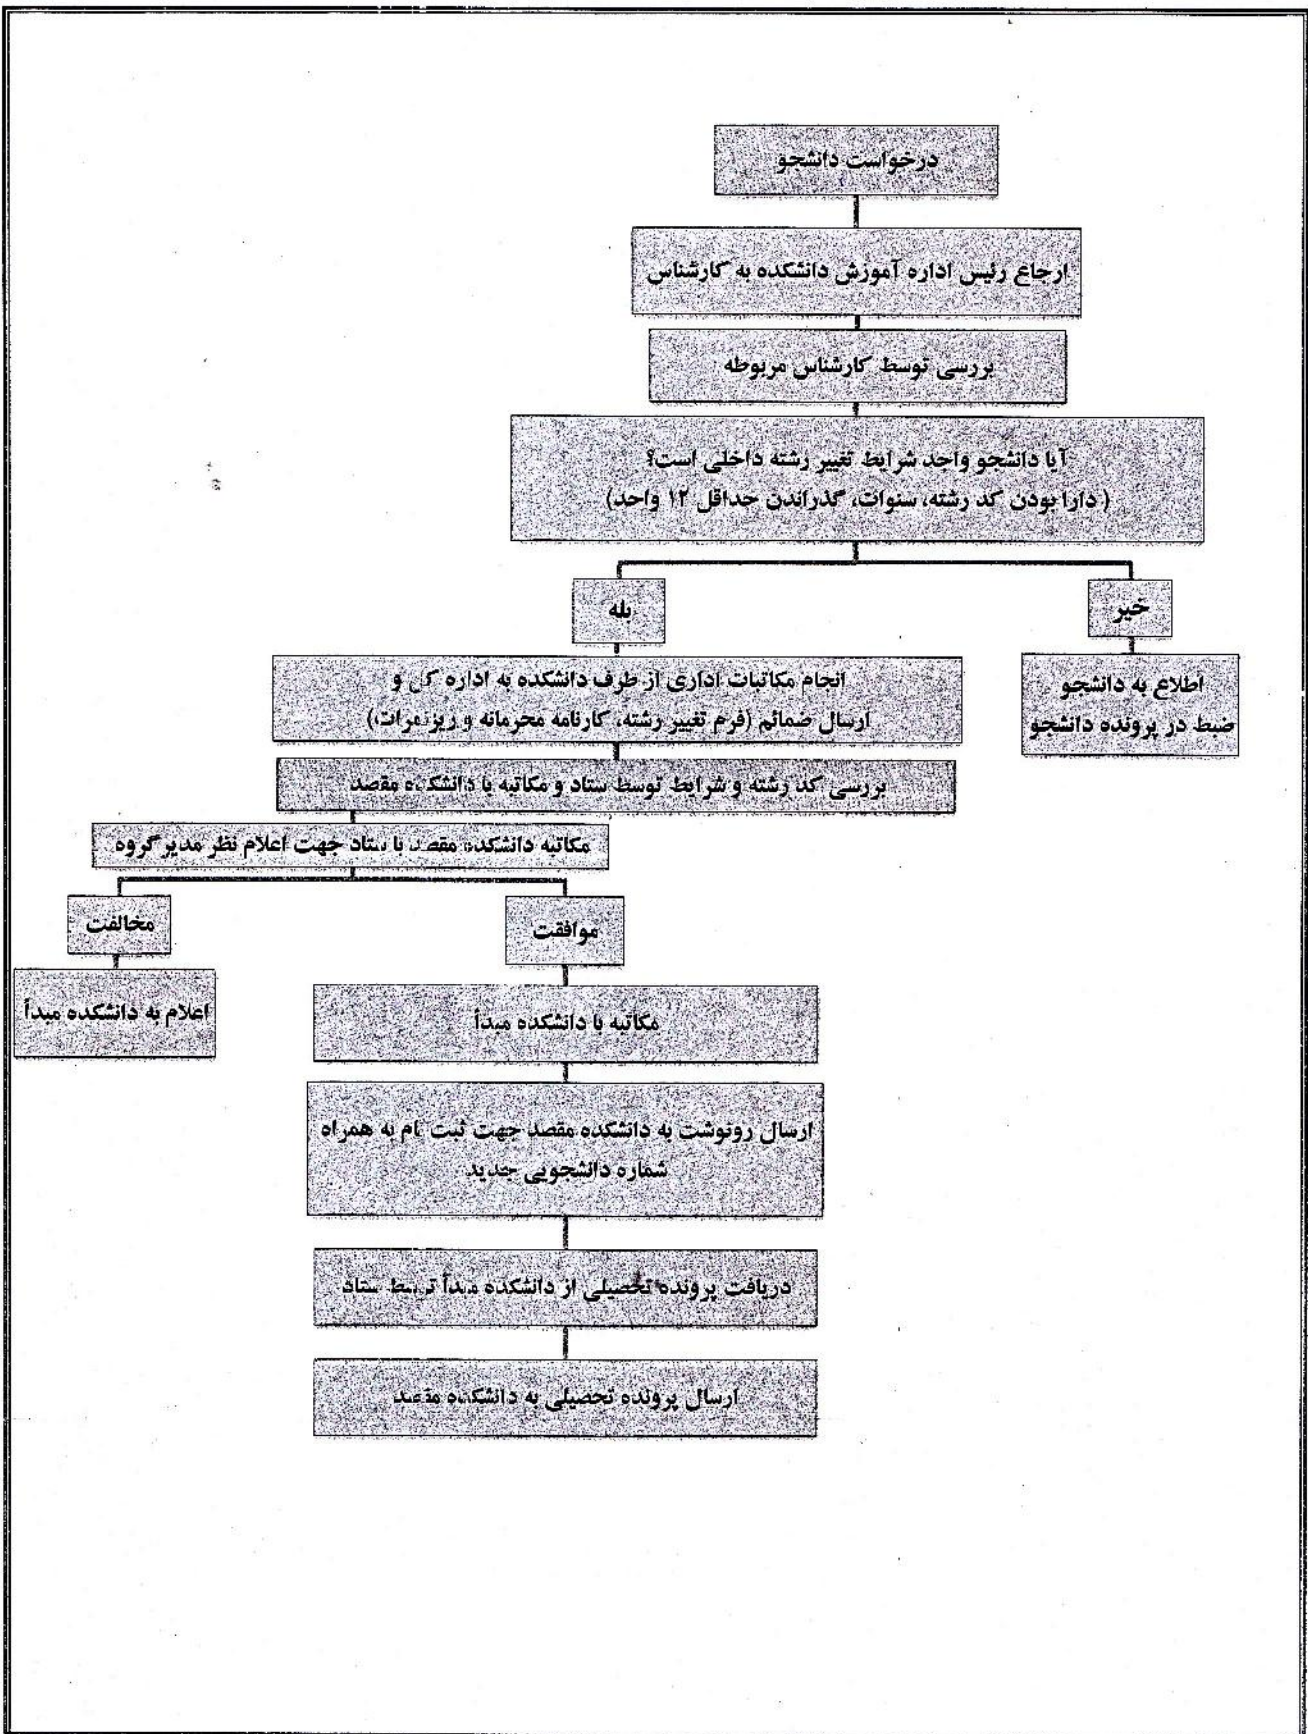 درخواست دانشجو
ارجاع رئیس اداره آموزش دانشکده به کارشناس
بررسی توسط کارشناس مربوطه
آیا دانشجو واحد شرایط تغییر رشته داخلی است؟
( دارا بودن کد رشته، سنوات، گذراندن حداقل ۱۲ واحد)
خیر
بله
اطلاع به دانشجو
ضبط در پرونده دانشجو
انجام مکاتبات اداری از طرف دانشکده به اداره کل و
ارسال ضمائم (فرم تغییر رشته، کارنامه محرمانه و ریزنمرات)
بررسی کد رشته و شرایط توسط ستاد و مکاتبه با دانشکده مقصد
مکاتبه دانشکده مقصد با ستاد جهت اعلام نظر مدیر گروه
موافقت
مخالفت
اعلام به دانشکده مبدأ
مکاتبه با دانشکده مبدأ
ارسال رونوشت به دانشکده مقصد جهت ثبت نام به همراه
شماره دانشجویی جدید
دریافت پرونده تحصیلی از دانشکده مبدأ توسط ستاد
ارسال پرونده تحصیلی به دانشکده مقصد